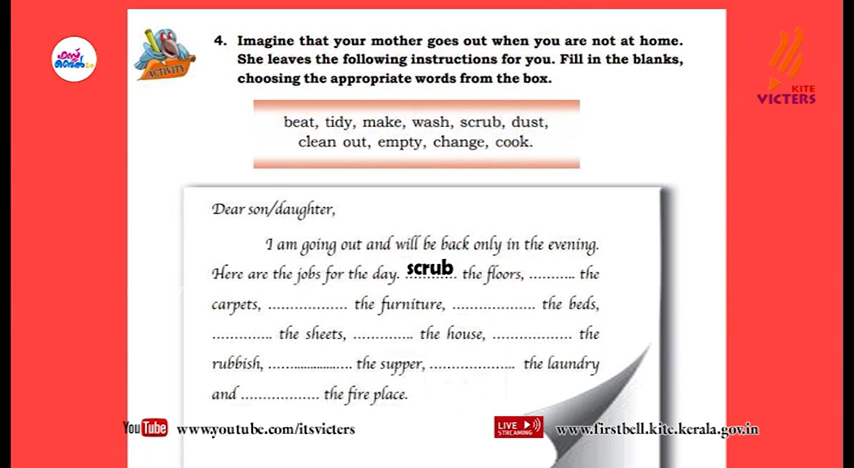 4. Imagine that your mother goes out when you are not at home.
She leaves the following instructions for you. Fill in the blanks,
choosing the appropriate words from the box.
ACTIVITY
KITE
VICTERS
beat, tidy, make, wash, scrub, dust,
clean out, empty, change, cook.
Dear son/daughter,
I am going out and will be back only in the evening.
Here are the jobs for the day. scrub the floors, .......... the
carpets, .................. the furniture, .................. the beds,
.............. the sheets, .............. the house, .................. the
rubbish, .................... the supper, .................. the laundry
and .................. the fire place.
YouTube www.youtube.com/itsvicters
LIVE STREAMING www.firstbell.kite.kerala.gov.in